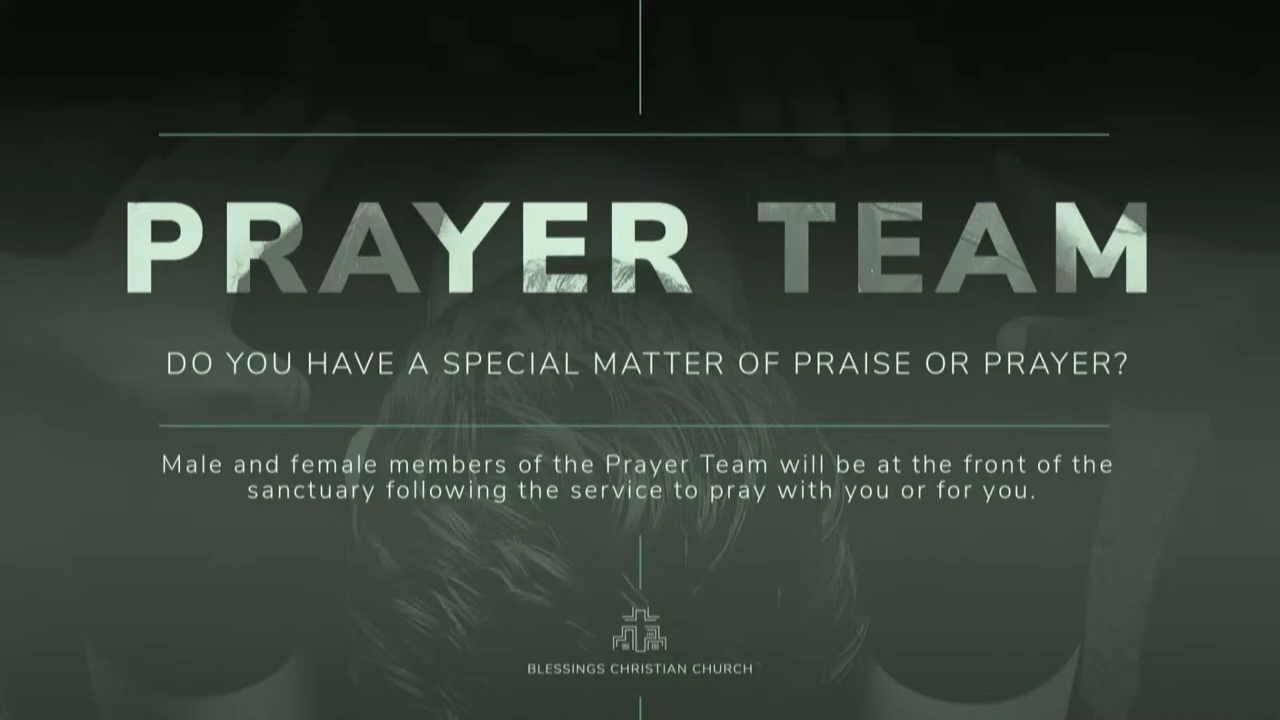 PRAYER TEAM
DO YOU HAVE A SPECIAL MATTER OF PRAISE OR PRAYER?
Male and female members of the Prayer Team will be at the front of the
sanctuary following the service to pray with you or for you.
BLESSINGS CHRISTIAN CHURCH